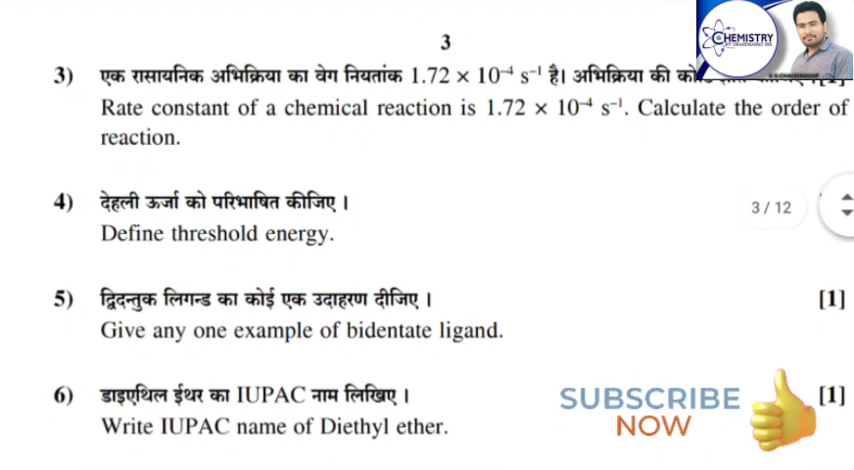 CHEMISTRY
3
3) एक रासायनिक अभिक्रिया का वेग नियतांक 1.72 × 10⁻⁴ s⁻¹ है। अभिक्रिया की
Rate constant of a chemical reaction is 1.72 × 10⁻⁴ s⁻¹. Calculate the order of
reaction.
4) देहली ऊर्जा को परिभाषित कीजिए ।
3 / 12
Define threshold energy.
5) द्विदन्तुक लिगन्ड का कोई एक उदाहरण दीजिए । [1]
Give any one example of bidentate ligand.
6) डाइएथिल ईथर का IUPAC नाम लिखिए । [1]
SUBSCRIBE
Write IUPAC name of Diethyl ether.
NOW